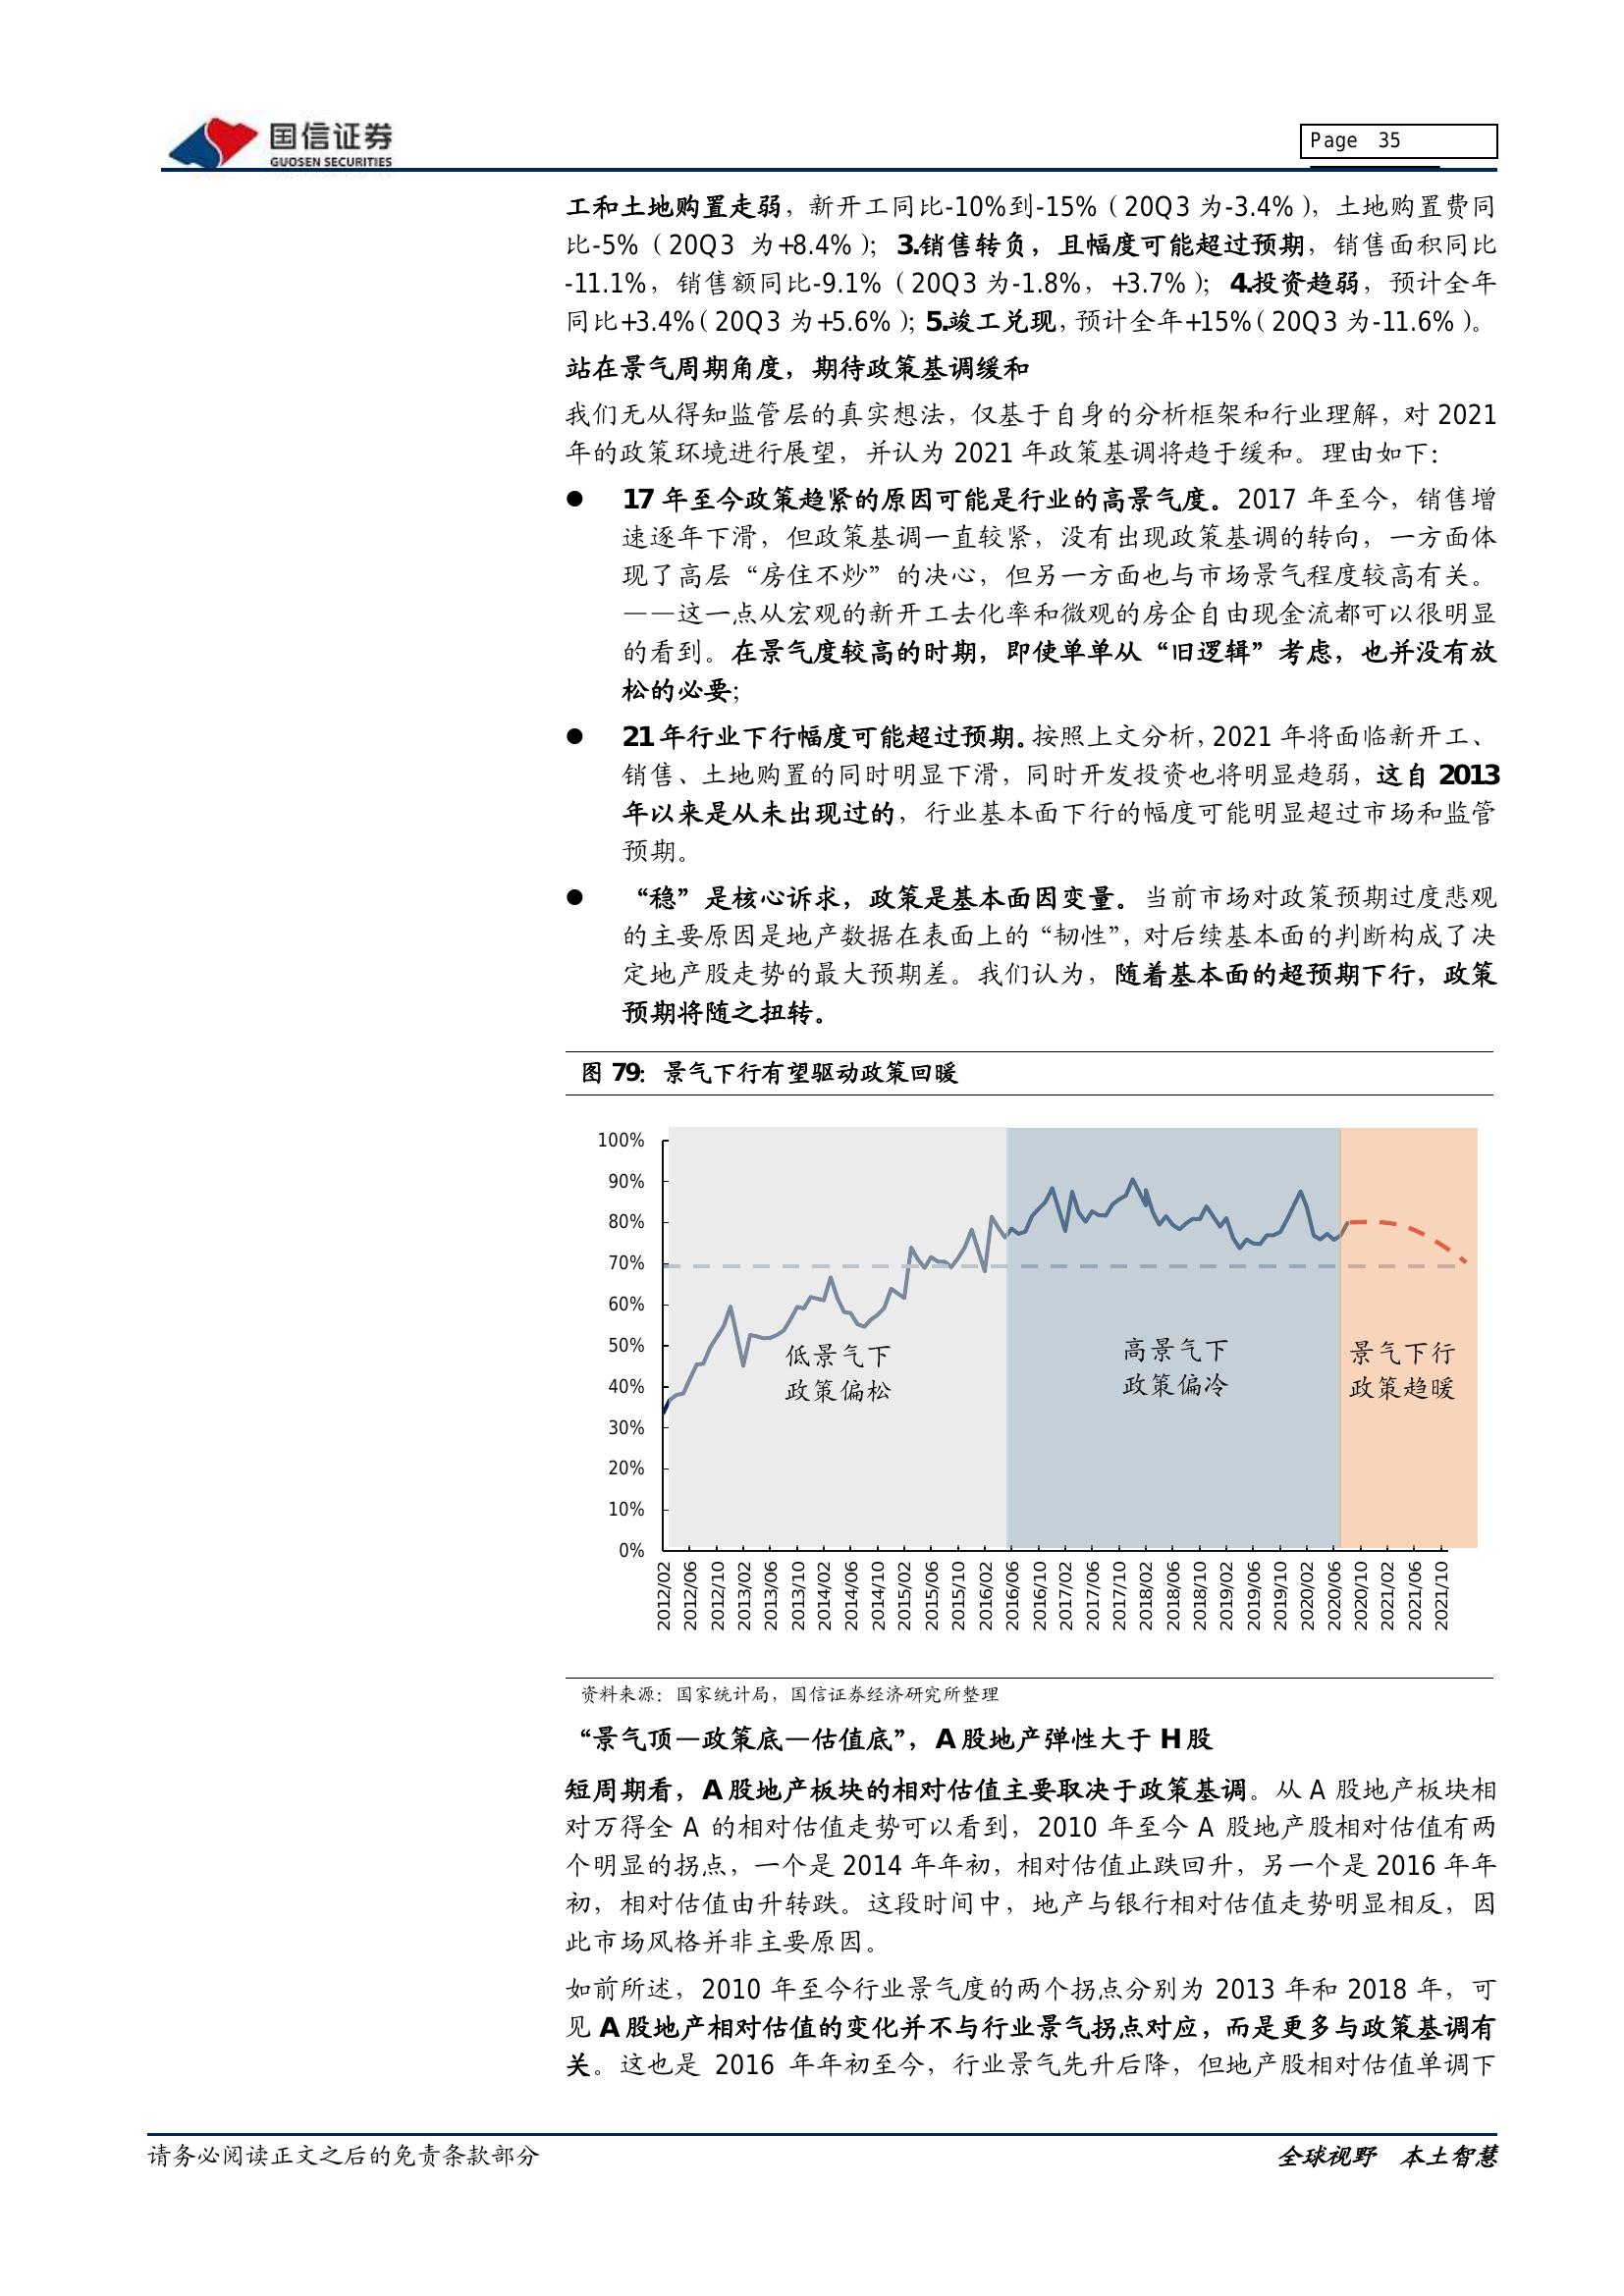 国信证券
GUOSEN SECURITIES
Page 35
工和土地购置走弱，新开工同比-10%到-15%（20Q3 为-3.4%），土地购置费同
比-5%（20Q3 为+8.4%）；3.销售转负，且幅度可能超过预期，销售面积同比
-11.1%，销售额同比-9.1%（20Q3 为-1.8%，+3.7%）；4.投资趋弱，预计全年
同比+3.4%（20Q3 为+5.6%）；5.竣工兑现，预计全年+15%（20Q3 为-11.6%）。
站在景气周期角度，期待政策基调缓和
我们无从得知监管层的真实想法，仅基于自身的分析框架和行业理解，对 2021
年的政策环境进行展望，并认为 2021 年政策基调将趋于缓和。理由如下：
● 17 年至今政策趋紧的原因可能是行业的高景气度。2017 年至今，销售增
速逐年下滑，但政策基调一直较紧，没有出现政策基调的转向，一方面体
现了高层“房住不炒”的决心，但另一方面也与市场景气程度较高有关。
——这一点从宏观的新开工去化率和微观的房企自由现金流都可以很明显
的看到。在景气度较高的时期，即使单单从“旧逻辑”考虑，也并没有放
松的必要；
● 21 年行业下行幅度可能超过预期。按照上文分析，2021 年将面临新开工、
销售、土地购置的同时明显下滑，同时开发投资也将明显趋弱，这自 2013
年以来是从未出现过的，行业基本面下行的幅度可能明显超过市场和监管
预期。
● “稳”是核心诉求，政策是基本面因变量。当前市场对政策预期过度悲观
的主要原因是地产数据在表面上的“韧性”，对后续基本面的判断构成了决
定地产股走势的最大预期差。我们认为，随着基本面的超预期下行，政策
预期将随之扭转。
图 79：景气下行有望驱动政策回暖
100%
90%
80%
70%
60%
50%
40%
30%
20%
10%
0%
低景气下
政策偏松
高景气下
政策偏冷
景气下行
政策趋暖
2012/02
2012/06
2012/10
2013/02
2013/06
2013/10
2014/02
2014/06
2014/10
2015/02
2015/06
2015/10
2016/02
2016/06
2016/10
2017/02
2017/06
2017/10
2018/02
2018/06
2018/10
2019/02
2019/06
2019/10
2020/02
2020/06
2020/10
2021/02
2021/06
2021/10
资料来源：国家统计局，国信证券经济研究所整理
“景气顶—政策底—估值底”，A 股地产弹性大于 H 股
短周期看，A 股地产板块的相对估值主要取决于政策基调。从 A 股地产板块相
对万得全 A 的相对估值走势可以看到，2010 年至今 A 股地产股相对估值有两
个明显的拐点，一个是 2014 年年初，相对估值止跌回升，另一个是 2016 年年
初，相对估值由升转跌。这段时间中，地产与银行相对估值走势明显相反，因
此市场风格并非主要原因。
如前所述，2010 年至今行业景气度的两个拐点分别为 2013 年和 2018 年，可
见 A 股地产相对估值的变化并不与行业景气拐点对应，而是更多与政策基调有
关。这也是 2016 年年初至今，行业景气先升后降，但地产股相对估值单调下
请务必阅读正文之后的免责条款部分
全球视野 本土智慧